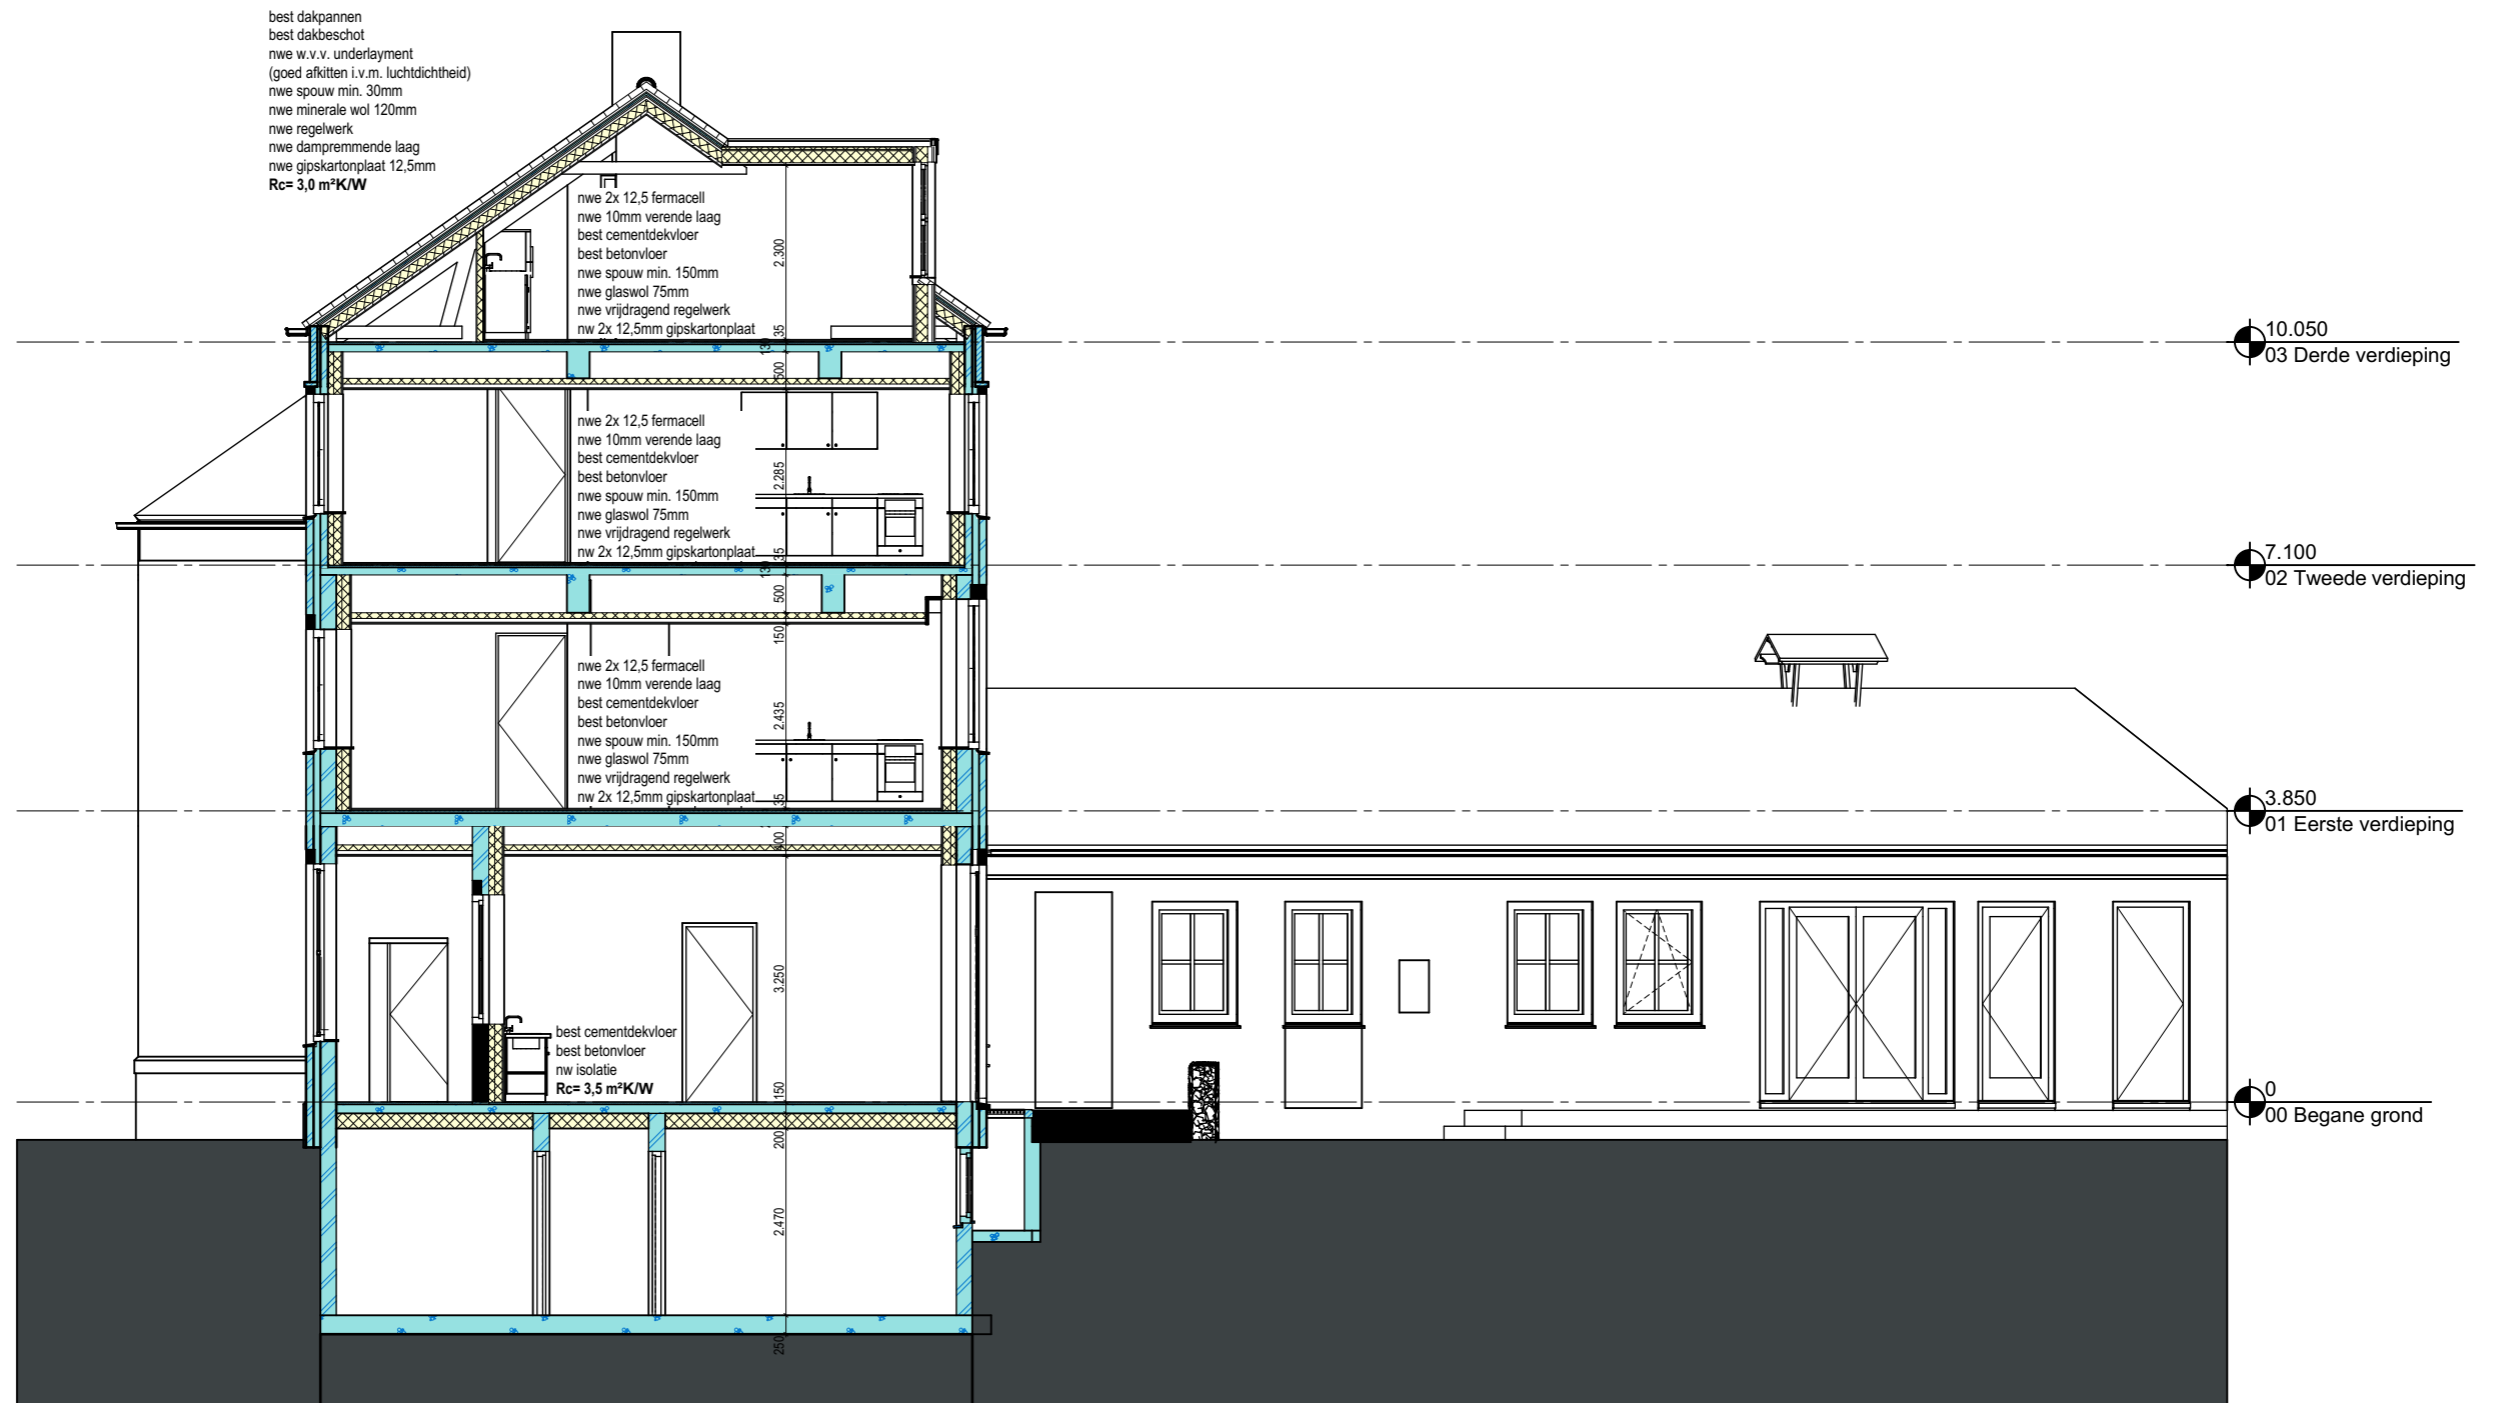 best dakpannen
best dakbeschot
nwe w.v.v. underlayment
(goed afkitten i.v.m. luchtdichtheid)
nwe spouw min. 30mm
nwe minerale wol 120mm
nwe regelwerk
nwe dampremmende laag
nwe gipskartonplaat 12,5mm
Rc= 3,0 m²K/W
nwe 2x 12,5 fermacell
nwe 10mm verende laag
best cementdekvloer
best betonvloer
nwe spouw min. 150mm
nwe glaswol 75mm
nwe vrijdragend regelwerk
nw 2x 12,5mm gipskartonplaat
2.300
35
130
500
10.050
03 Derde verdieping
nwe 2x 12,5 fermacell
nwe 10mm verende laag
best cementdekvloer
best betonvloer
nwe spouw min. 150mm
nwe glaswol 75mm
nwe vrijdragend regelwerk
nw 2x 12,5mm gipskartonplaat
2.285
35
130
500
150
7.100
02 Tweede verdieping
nwe 2x 12,5 fermacell
nwe 10mm verende laag
best cementdekvloer
best betonvloer
nwe spouw min. 150mm
nwe glaswol 75mm
nwe vrijdragend regelwerk
nw 2x 12,5mm gipskartonplaat
2.435
35
400
3.850
01 Eerste verdieping
3.250
best cementdekvloer
best betonvloer
nw isolatie
Rc= 3,5 m²K/W
150
200
0
00 Begane grond
2.470
250